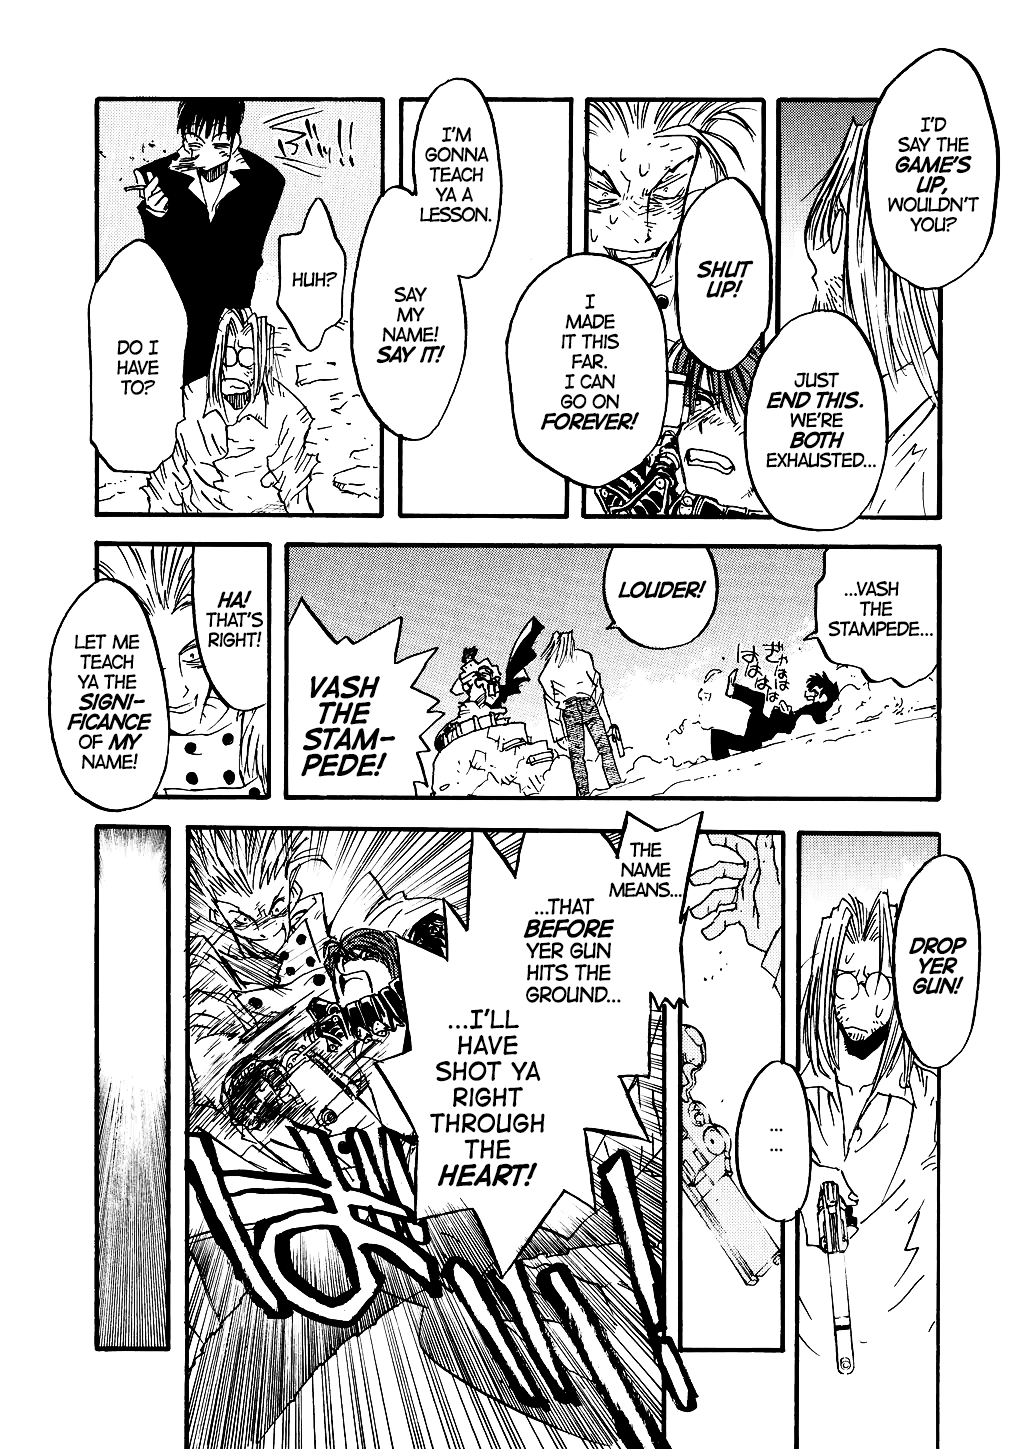 I'D
SAY THE
GAME'S
UP,
WOULDN'T
YOU?
JUST
END THIS.
WE'RE
BOTH
EXHAUSTED...
SHUT
UP!
I
MADE
IT THIS
FAR.
I CAN
GO ON
FOREVER!
I'M
GONNA
TEACH
YA A
LESSON.
SAY
MY
NAME!
SAY IT!
HUH?
DO I
HAVE
TO?
...VASH
THE
STAMPEDE...
LOUDER!
VASH
THE
STAM-
PEDE!
HA!
THAT'S
RIGHT!
LET ME
TEACH
YA THE
SIGNI-
FICANCE
OF MY
NAME!
DROP
YER
GUN!
...
...
THE
NAME
MEANS...
...THAT
BEFORE
YER GUN
HITS THE
GROUND...
...I'LL
HAVE
SHOT YA
RIGHT
THROUGH
THE
HEART!